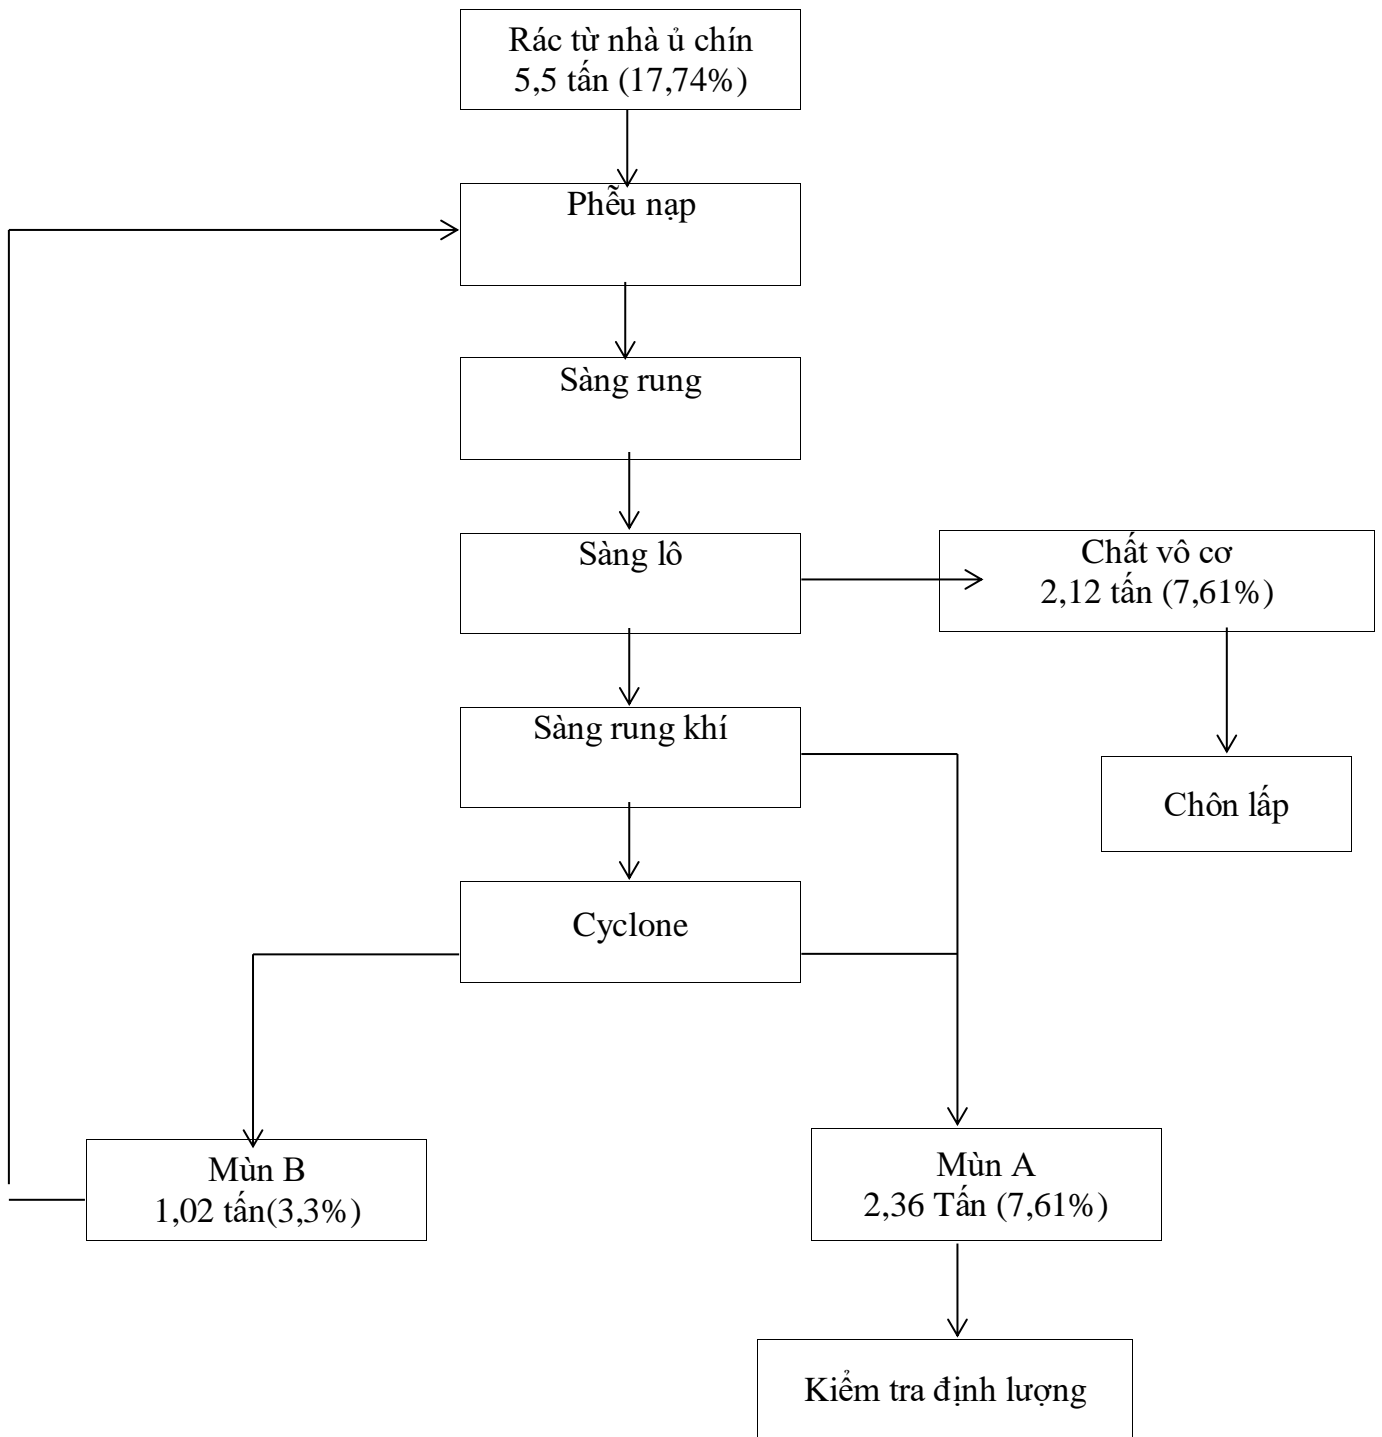 Rác từ nhà ủ chín
5,5 tấn (17,74%)
Phễu nạp
Sàng rung
Sàng lô
Chất vô cơ
2,12 tấn (7,61%)
Sàng rung khí
Chôn lấp
Cyclone
Mùn B
1,02 tấn(3,3%)
Mùn A
2,36 Tấn (7,61%)
Kiểm tra định lượng